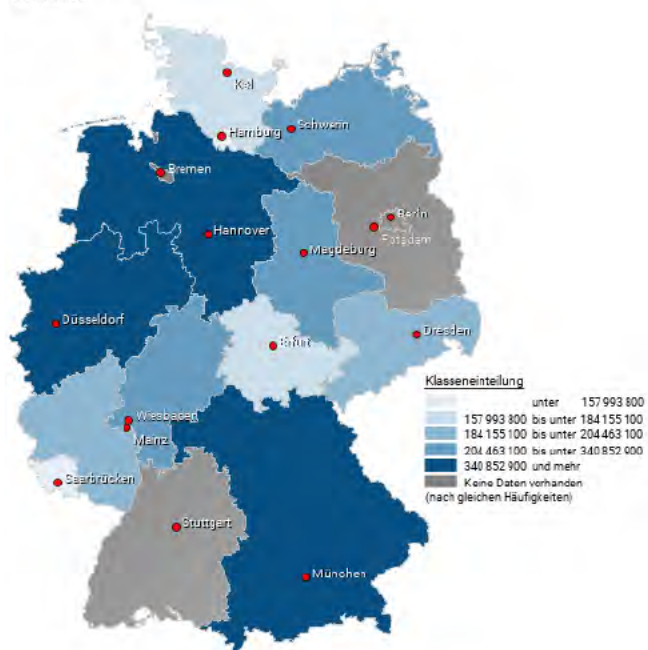 Kiel
Hamburg
Schwerin
Bremen
Berlin
Potsdam
Hannover
Magdeburg
Düsseldorf
Dresden
Erfurt
Klasseneinteilung
unter 157 993 800
157 993 800 bis unter 184 155 100
184 155 100 bis unter 204 463 100
204 463 100 bis unter 340 852 900
340 852 900 und mehr
Keine Daten vorhanden
(nach gleichen Häufigkeiten)
Wiesbaden
Mainz
Saarbrücken
Stuttgart
München